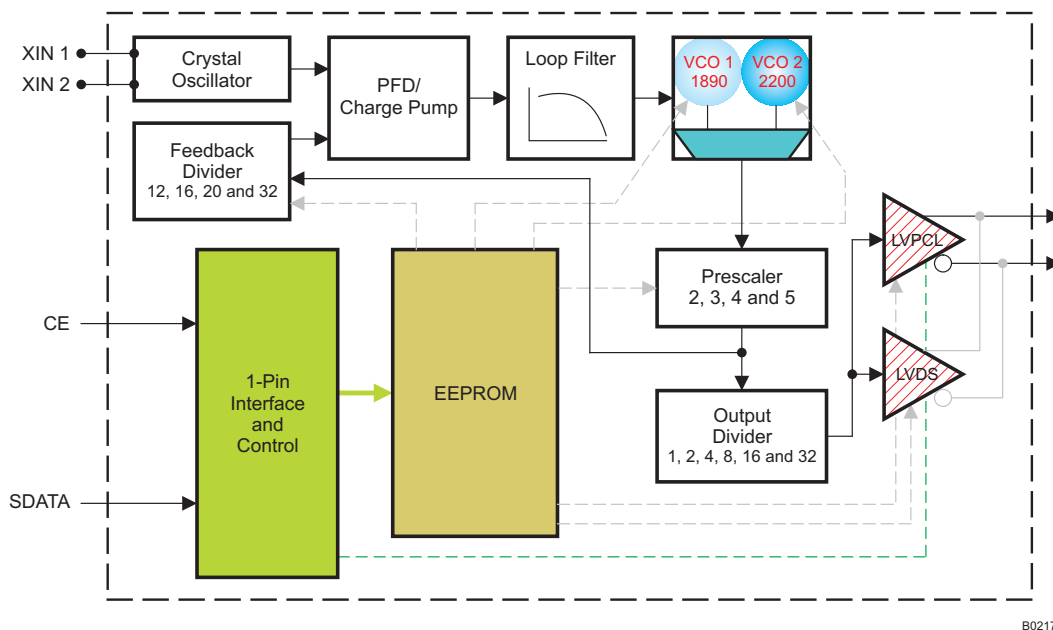 XIN 1
XIN 2
Crystal
Oscillator
PFD/
Charge Pump
Loop Filter
VCO 1
1890
VCO 2
2200
Feedback
Divider
12, 16, 20 and 32
LVPCL
Prescaler
2, 3, 4 and 5
CE
1-Pin
Interface
and
Control
EEPROM
LVDS
Output
Divider
1, 2, 4, 8, 16 and 32
SDATA
B0217